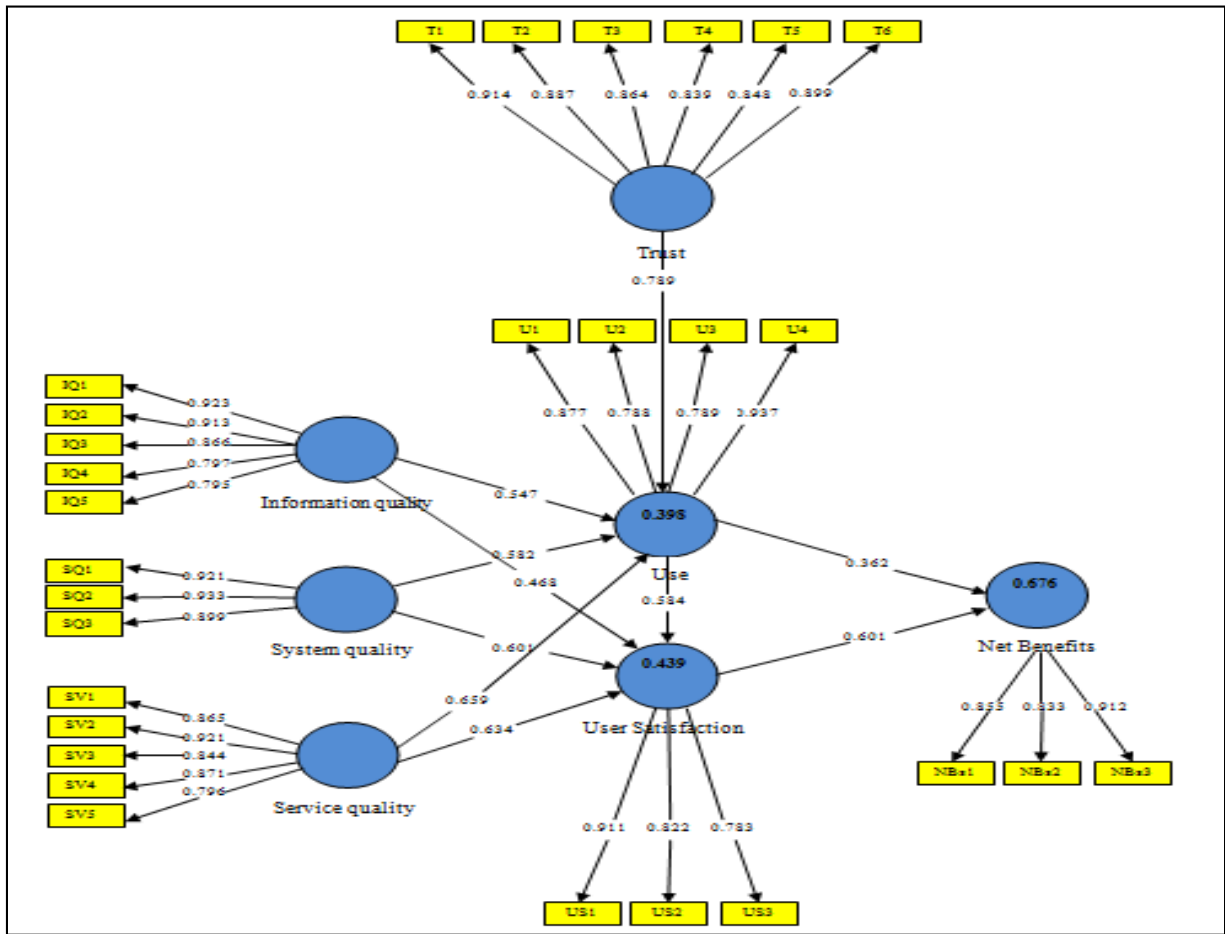 T1 T2 T3 T4 T5 T6
0.914 0.887 0.864 0.839 0.848 0.899
Trust
0.789
U1 U2 U3 U4
0.877 0.788 0.789 0.937
IQ1
IQ2
IQ3
IQ4
IQ5
0.923
0.913
0.866
0.797
0.795
Information quality
0.547
0.468
SQ1
SQ2
SQ3
0.921
0.933
0.899
System quality
0.582
0.601
SV1
SV2
SV3
SV4
SV5
0.865
0.921
0.844
0.871
0.796
Service quality
0.659
0.634
0.398
Use
0.584
0.362
0.439
User Satisfaction
0.601
0.911 0.822 0.783
US1 US2 US3
0.676
Net Benefits
0.855 0.833 0.912
NBs1 NBs2 NBs3